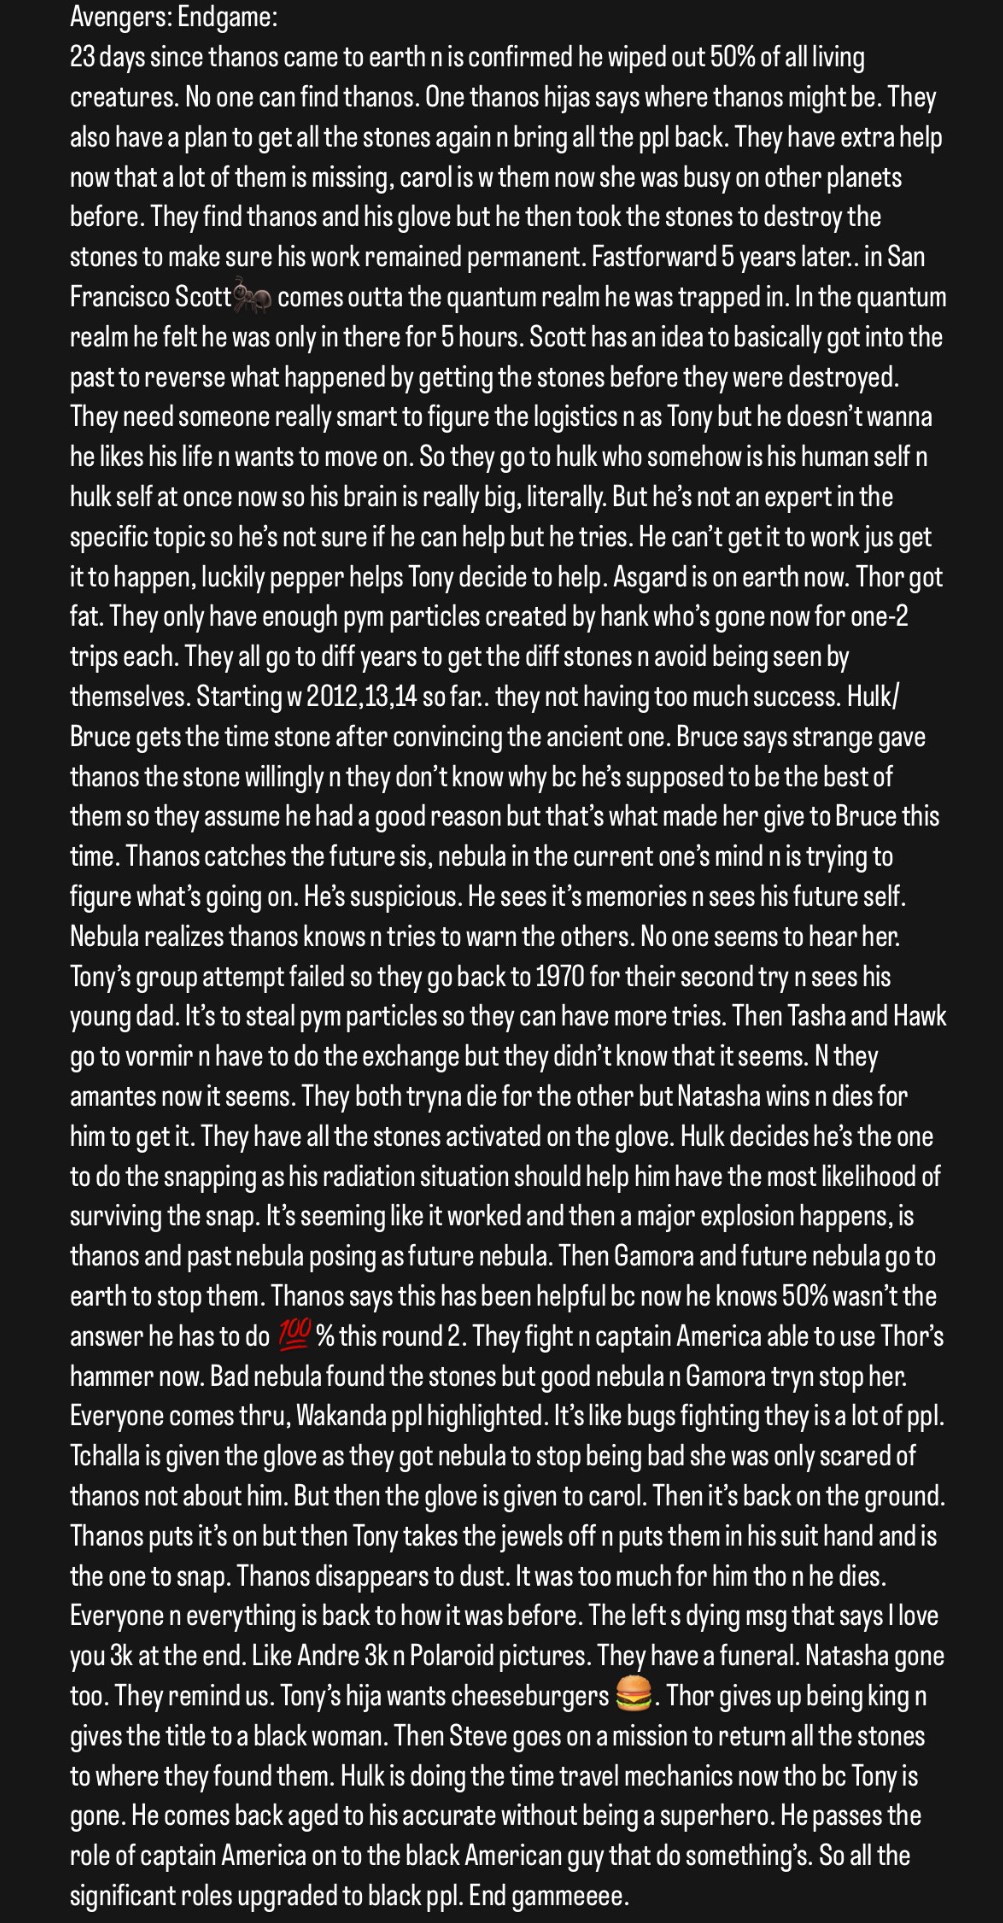 Avengers: Endgame:
23 days since thanos came to earth n is confirmed he wiped out 50% of all living
creatures. No one can find thanos. One thanos hijas says where thanos might be. They
also have a plan to get all the stones again n bring all the ppl back. They have extra help
now that a lot of them is missing, carol is w them now she was busy on other planets
before. They find thanos and his glove but he then took the stones to destroy the
stones to make sure his work remained permanent. Fastforward 5 years later.. in San
Francisco Scott🐜 comes outta the quantum realm he was trapped in. In the quantum
realm he felt he was only in there for 5 hours. Scott has an idea to basically got into the
past to reverse what happened by getting the stones before they were destroyed.
They need someone really smart to figure the logistics n as Tony but he doesn't wanna
he likes his life n wants to move on. So they go to hulk who somehow is his human self n
hulk self at once now so his brain is really big, literally. But he's not an expert in the
specific topic so he's not sure if he can help but he tries. He can't get it to work jus get
it to happen, luckily pepper helps Tony decide to help. Asgard is on earth now. Thor got
fat. They only have enough pym particles created by hank who's gone now for one-2
trips each. They all go to diff years to get the diff stones n avoid being seen by
themselves. Starting w 2012,13,14 so far.. they not having too much success. Hulk/
Bruce gets the time stone after convincing the ancient one. Bruce says strange gave
thanos the stone willingly n they don't know why bc he's supposed to be the best of
them so they assume he had a good reason but that's what made her give to Bruce this
time. Thanos catches the future sis, nebula in the current one's mind n is trying to
figure what's going on. He's suspicious. He sees it's memories n sees his future self.
Nebula realizes thanos knows n tries to warn the others. No one seems to hear her.
Tony's group attempt failed so they go back to 1970 for their second try n sees his
young dad. It's to steal pym particles so they can have more tries. Then Tasha and Hawk
go to vormir n have to do the exchange but they didn't know that it seems. N they
amantes now it seems. They both tryna die for the other but Natasha wins n dies for
him to get it. They have all the stones activated on the glove. Hulk decides he's the one
to do the snapping as his radiation situation should help him have the most likelihood of
surviving the snap. It's seeming like it worked and then a major explosion happens, is
thanos and past nebula posing as future nebula. Then Gamora and future nebula go to
earth to stop them. Thanos says this has been helpful bc now he knows 50% wasn't the
answer he has to do 💯 % this round 2. They fight n captain America able to use Thor's
hammer now. Bad nebula found the stones but good nebula n Gamora tryn stop her.
Everyone comes thru, Wakanda ppl highlighted. It's like bugs fighting they is a lot of ppl.
Tchalla is given the glove as they got nebula to stop being bad she was only scared of
thanos not about him. But then the glove is given to carol. Then it's back on the ground.
Thanos puts it's on but then Tony takes the jewels off n puts them in his suit hand and is
the one to snap. Thanos disappears to dust. It was too much for him tho n he dies.
Everyone n everything is back to how it was before. The left s dying msg that says I love
you 3k at the end. Like Andre 3k n Polaroid pictures. They have a funeral. Natasha gone
too. They remind us. Tony's hija wants cheeseburgers 🍔. Thor gives up being king n
gives the title to a black woman. Then Steve goes on a mission to return all the stones
to where they found them. Hulk is doing the time travel mechanics now tho bc Tony is
gone. He comes back aged to his accurate without being a superhero. He passes the
role of captain America on to the black American guy that do something's. So all the
significant roles upgraded to black ppl. End gammeeee.